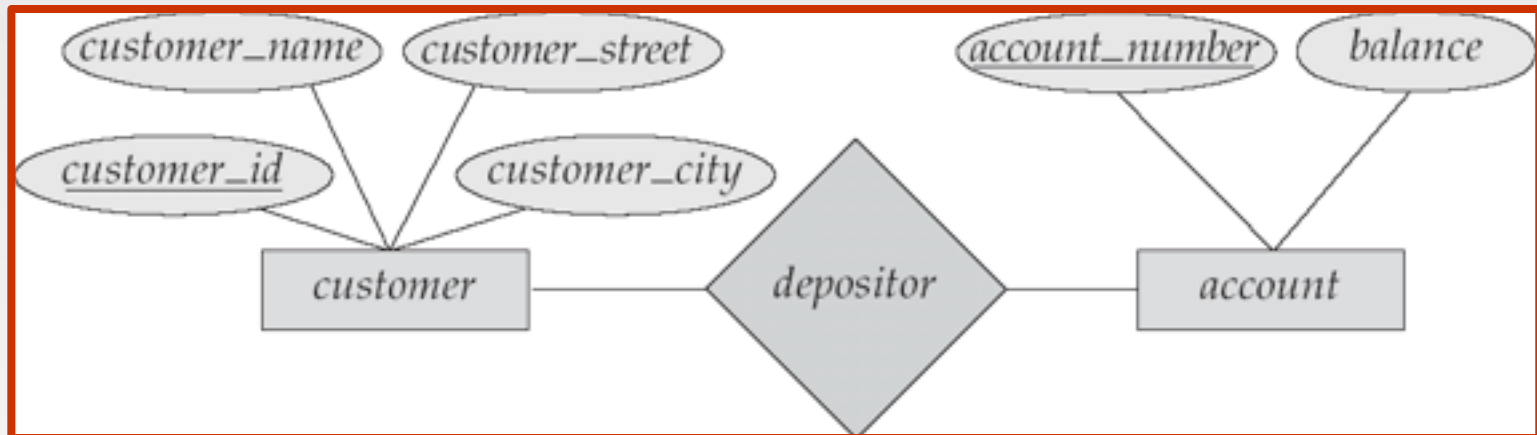 customer_name customer_street account_number balance
customer_id customer_city
customer depositor account